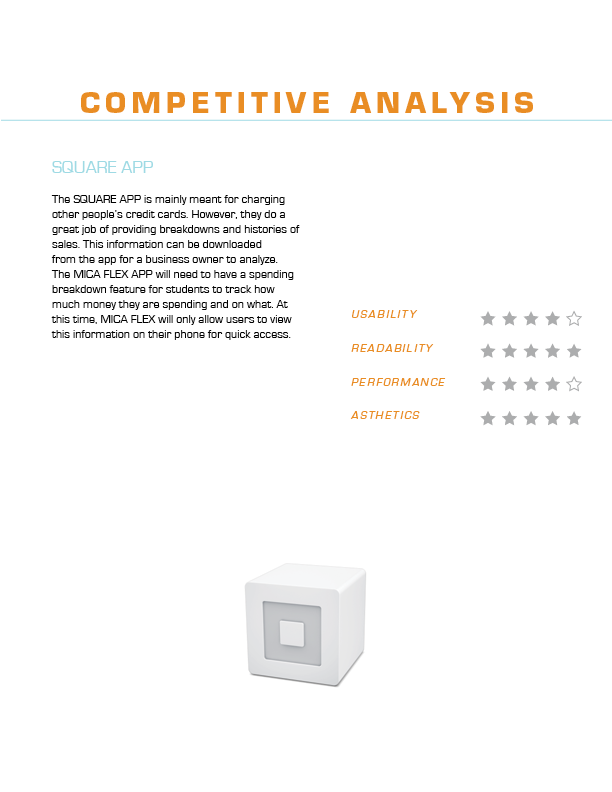 COMPETITIVE ANALYSIS
SQUARE APP
The SQUARE APP is mainly meant for charging
other people's credit cards. However, they do a
great job of providing breakdowns and histories of
sales. This information can be downloaded
from the app for a business owner to analyze.
The MICA FLEX APP will need to have a spending
breakdown feature for students to track how
much money they are spending and on what. At
this time, MICA FLEX will only allow users to view
this information on their phone for quick access.
USABILITY
READABILITY
PERFORMANCE
ASTHETICS